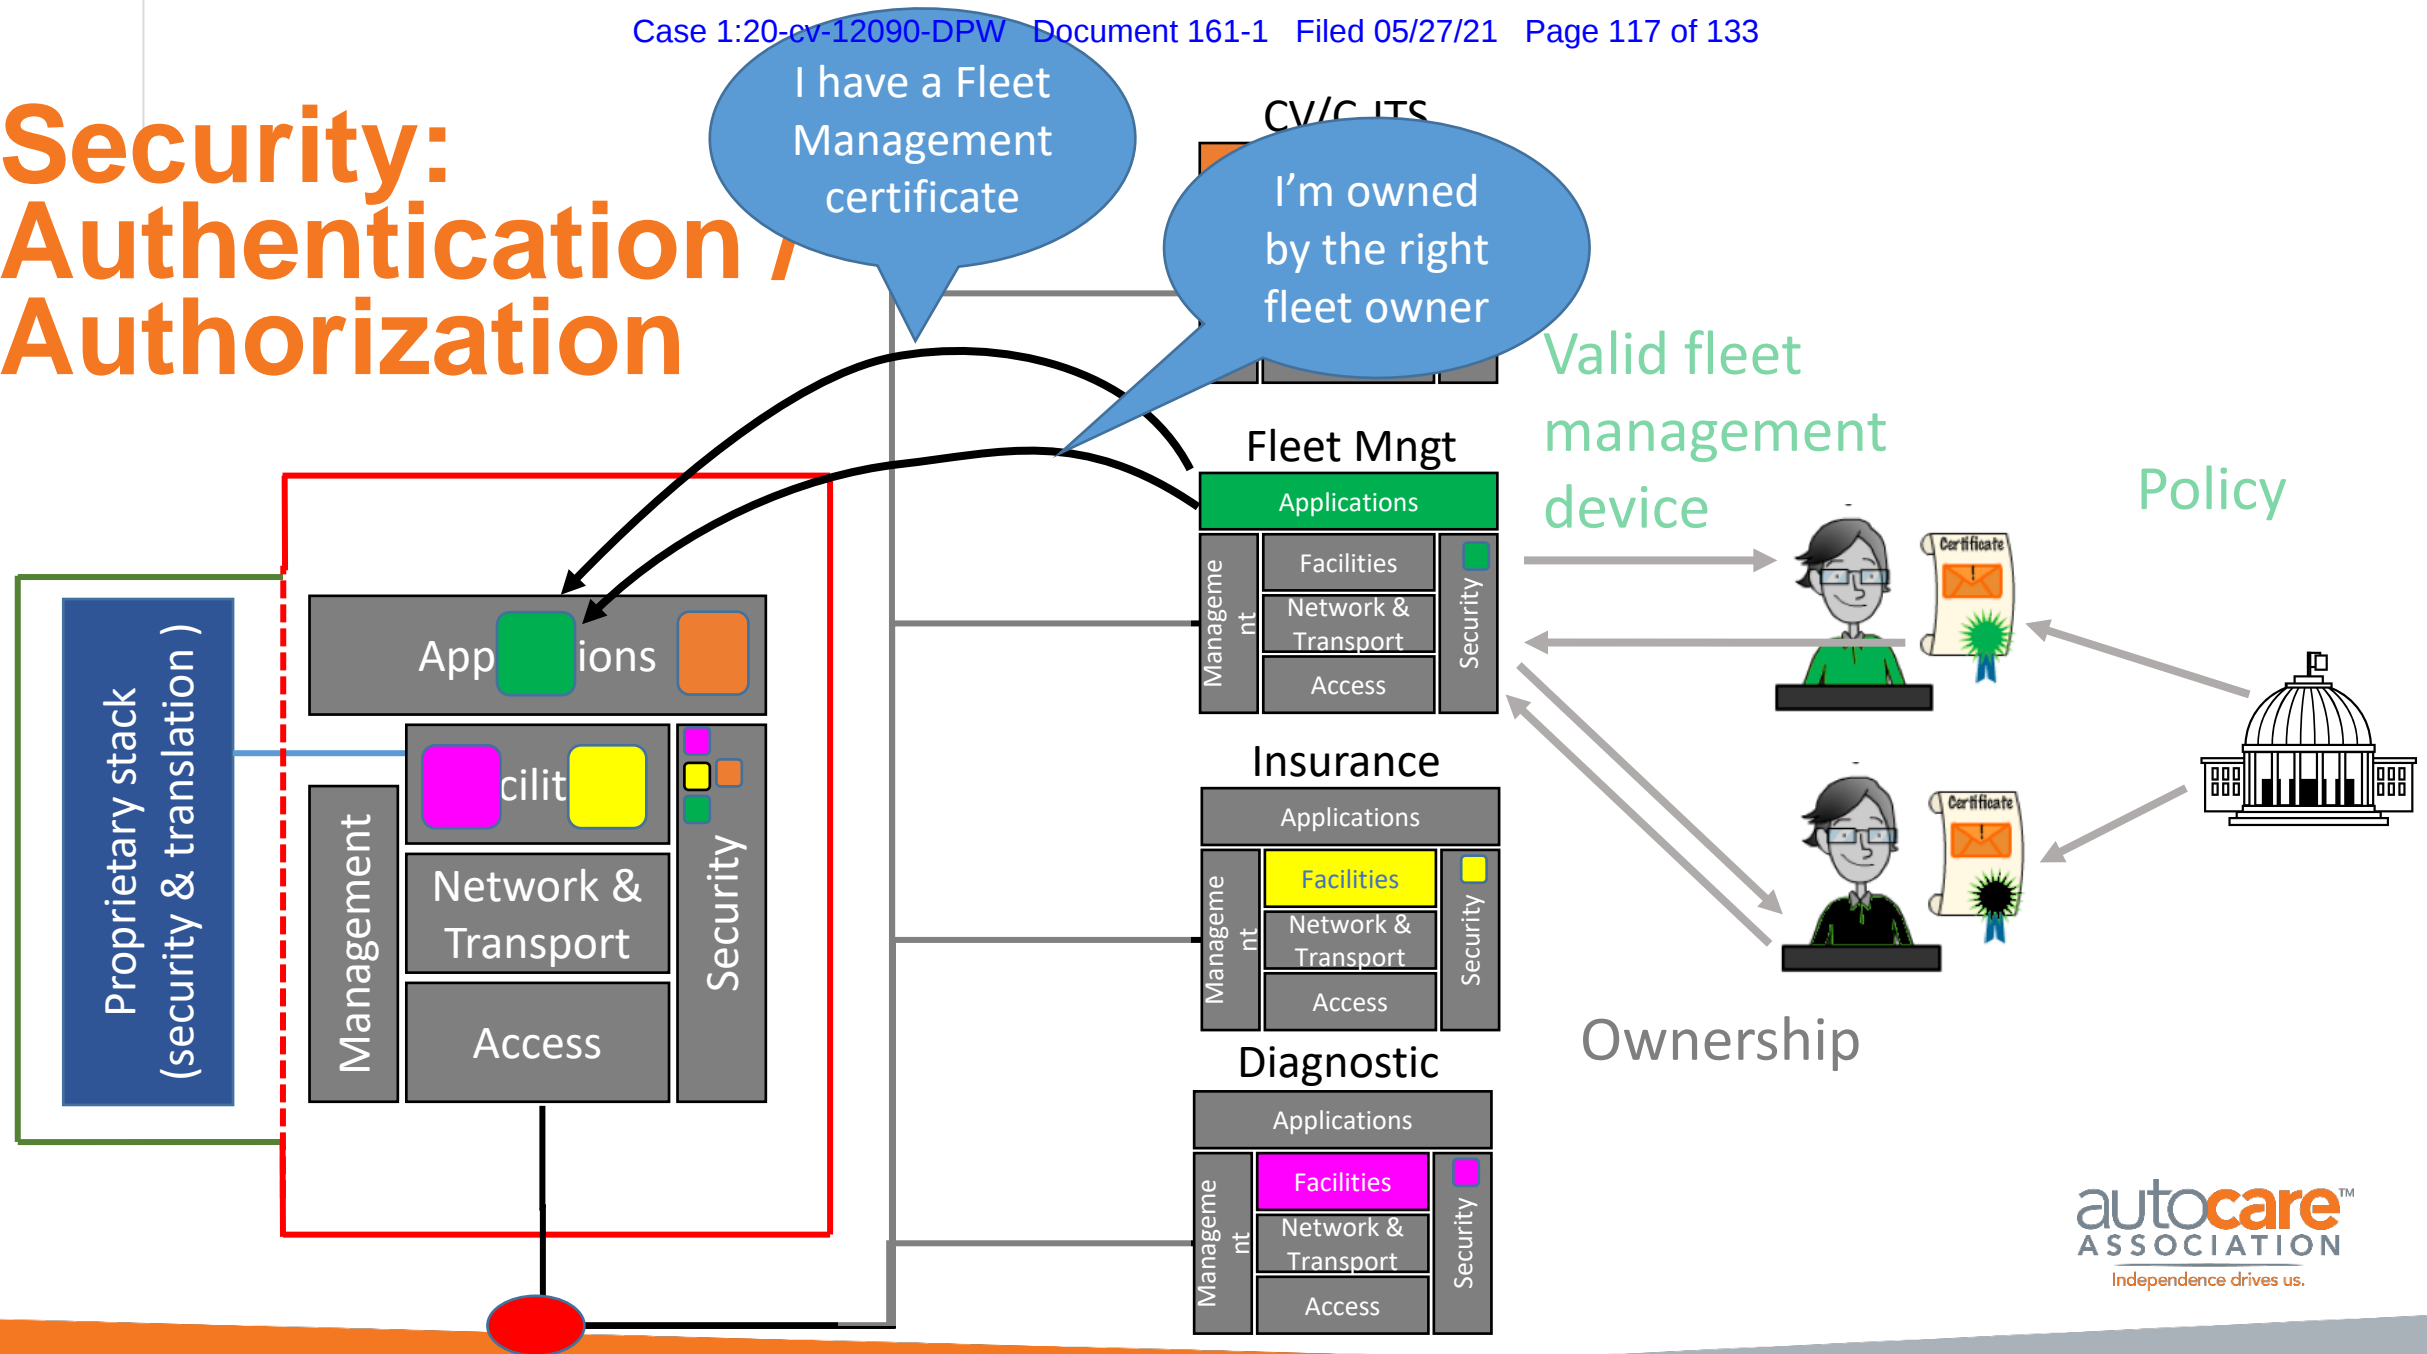 Case 1:20-cv-12090-DPW Document 161-1 Filed 05/27/21 Page 117 of 133
Security:
Authentication /
Authorization
I have a Fleet
Management
certificate
CV/C-ITS
I'm owned
by the right
fleet owner
Valid fleet
management
device
Policy
Fleet Mngt
Applications
Facilities
Network &
Transport
Access
Manageme
nt
Security
Certificate
!
Proprietary stack
(security & translation )
App
ions
cilit
Network &
Transport
Access
Management
Security
Insurance
Applications
Facilities
Network &
Transport
Access
Manageme
nt
Security
Certificate
!
Ownership
Diagnostic
Applications
Facilities
Network &
Transport
Access
Manageme
nt
Security
autocare™
ASSOCIATION
Independence drives us.